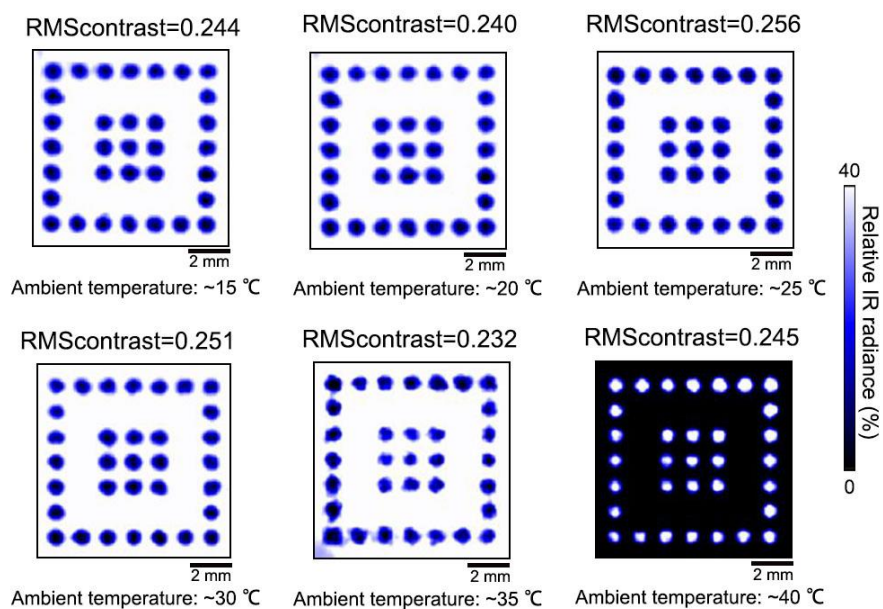 RMScontrast=0.244
RMScontrast=0.240
RMScontrast=0.256
2 mm
2 mm
2 mm
Ambient temperature: ~15 ℃
Ambient temperature: ~20 ℃
Ambient temperature: ~25 ℃
RMScontrast=0.251
RMScontrast=0.232
RMScontrast=0.245
2 mm
2 mm
2 mm
Ambient temperature: ~30 ℃
Ambient temperature: ~35 ℃
Ambient temperature: ~40 ℃
40
Relative IR radiance (%)
0